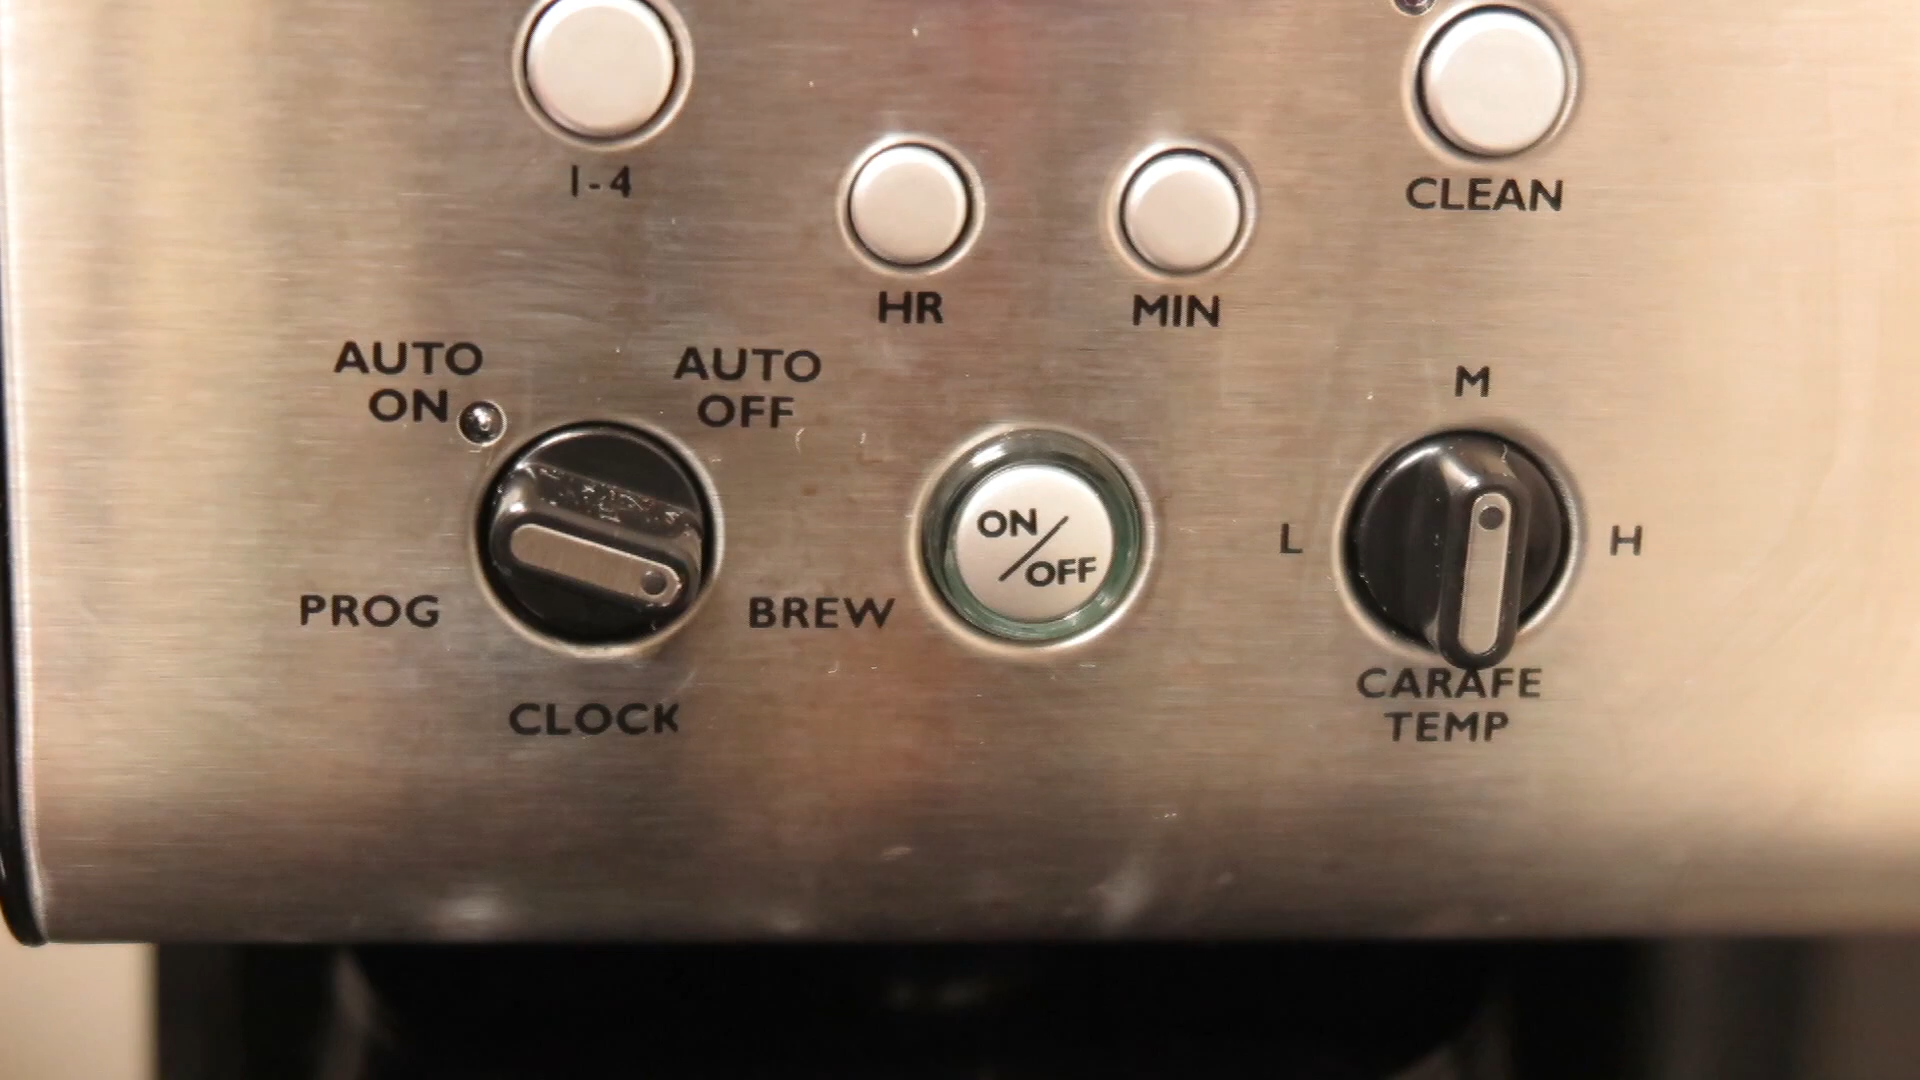 1-4
CLEAN
HR
MIN
AUTO
ON
AUTO
OFF
M
ON
/
OFF
L
H
PROG
BREW
CARAFE
TEMP
CLOCK